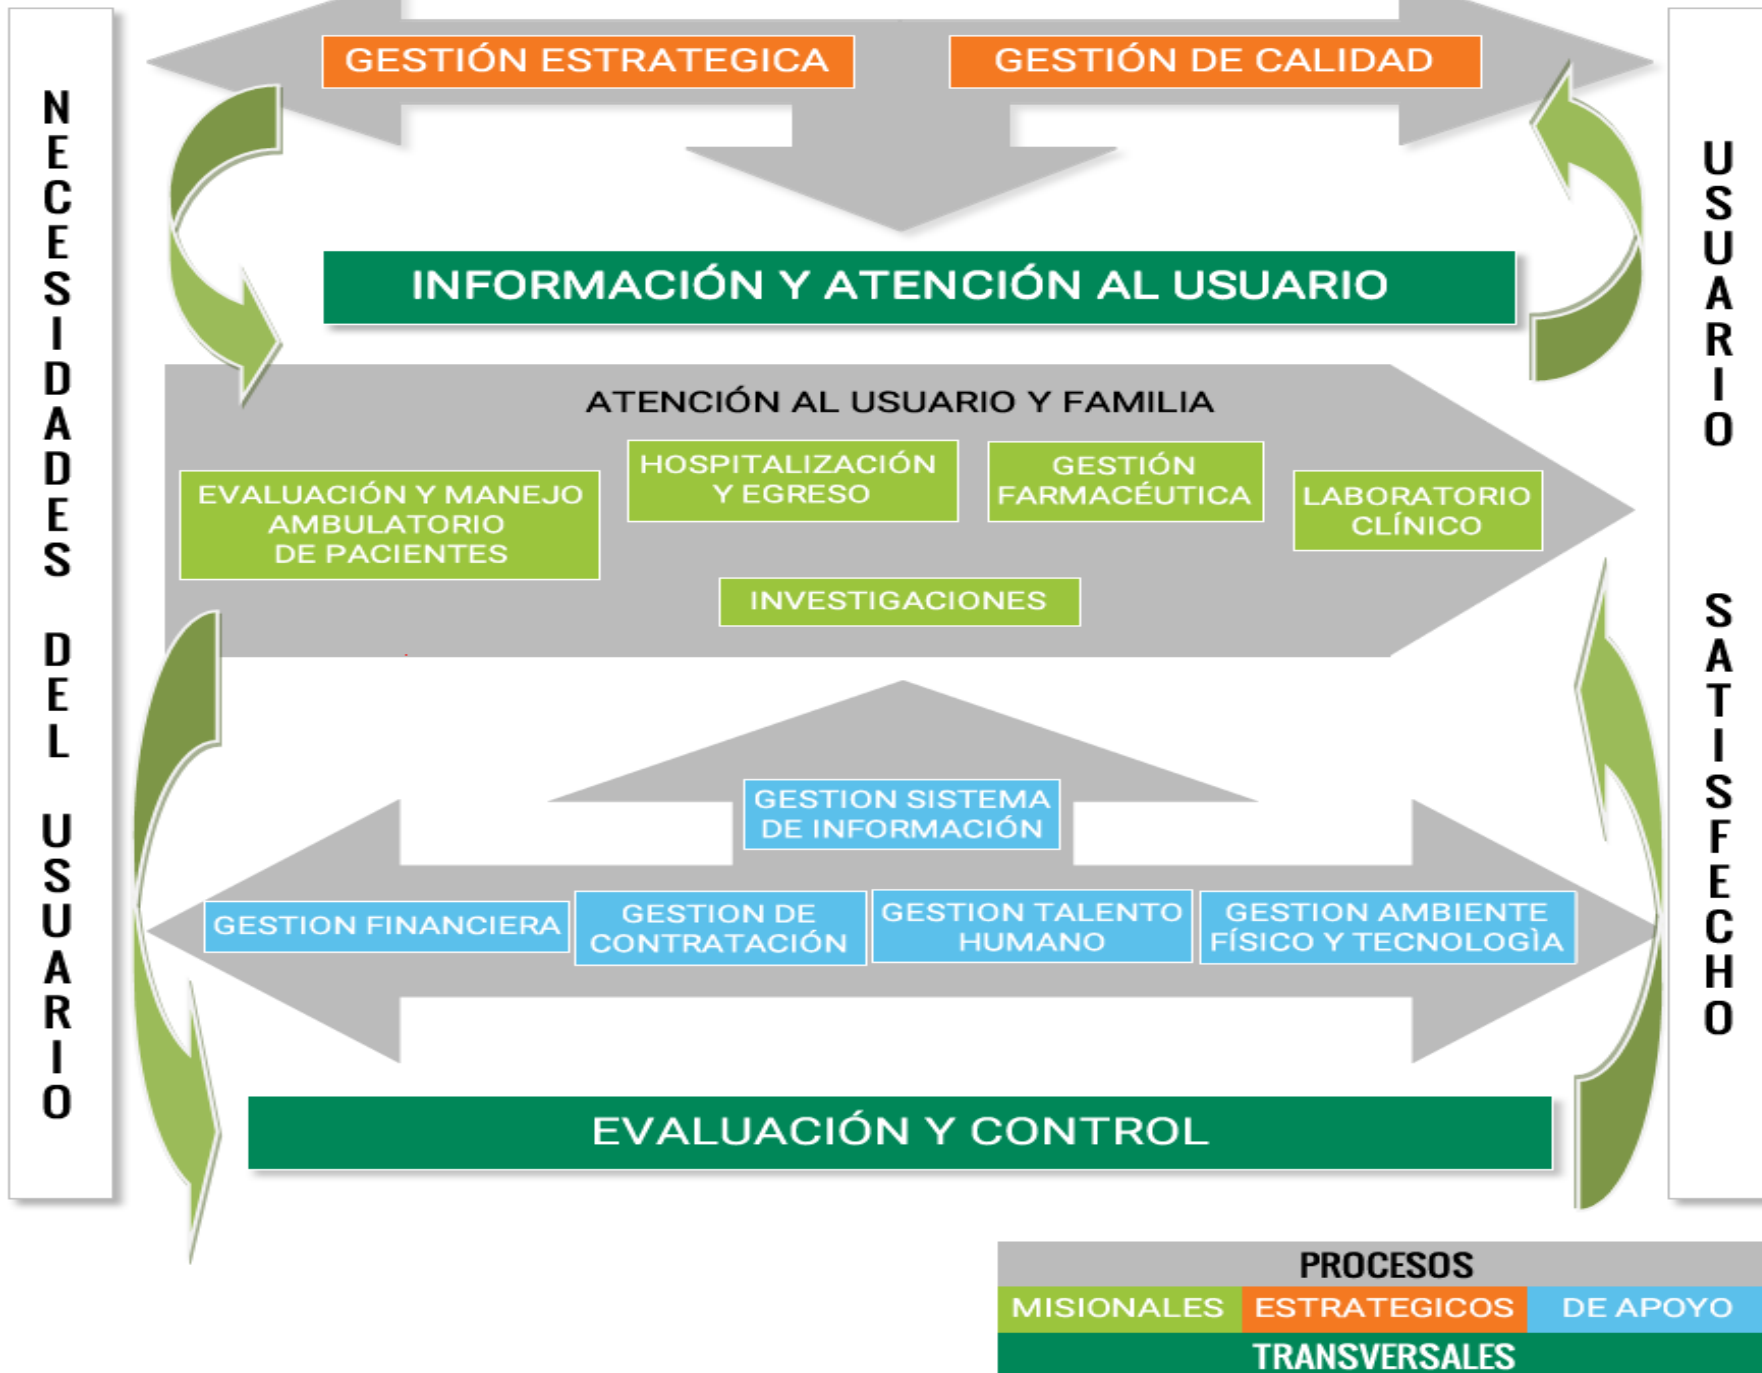 NECESIDADES DEL USUARIO
GESTIÓN ESTRATEGICA
GESTIÓN DE CALIDAD
INFORMACIÓN Y ATENCIÓN AL USUARIO
ATENCIÓN AL USUARIO Y FAMILIA
EVALUACIÓN Y MANEJO
AMBULATORIO
DE PACIENTES
HOSPITALIZACIÓN
Y EGRESO
GESTIÓN
FARMACÉUTICA
LABORATORIO
CLÍNICO
INVESTIGACIONES
GESTION SISTEMA
DE INFORMACIÓN
GESTION FINANCIERA
GESTION DE
CONTRATACIÓN
GESTION TALENTO
HUMANO
GESTION AMBIENTE
FÍSICO Y TECNOLOGÌA
EVALUACIÓN Y CONTROL
USUARIO SATISFECHO
PROCESOS
MISIONALES
ESTRATEGICOS
DE APOYO
TRANSVERSALES